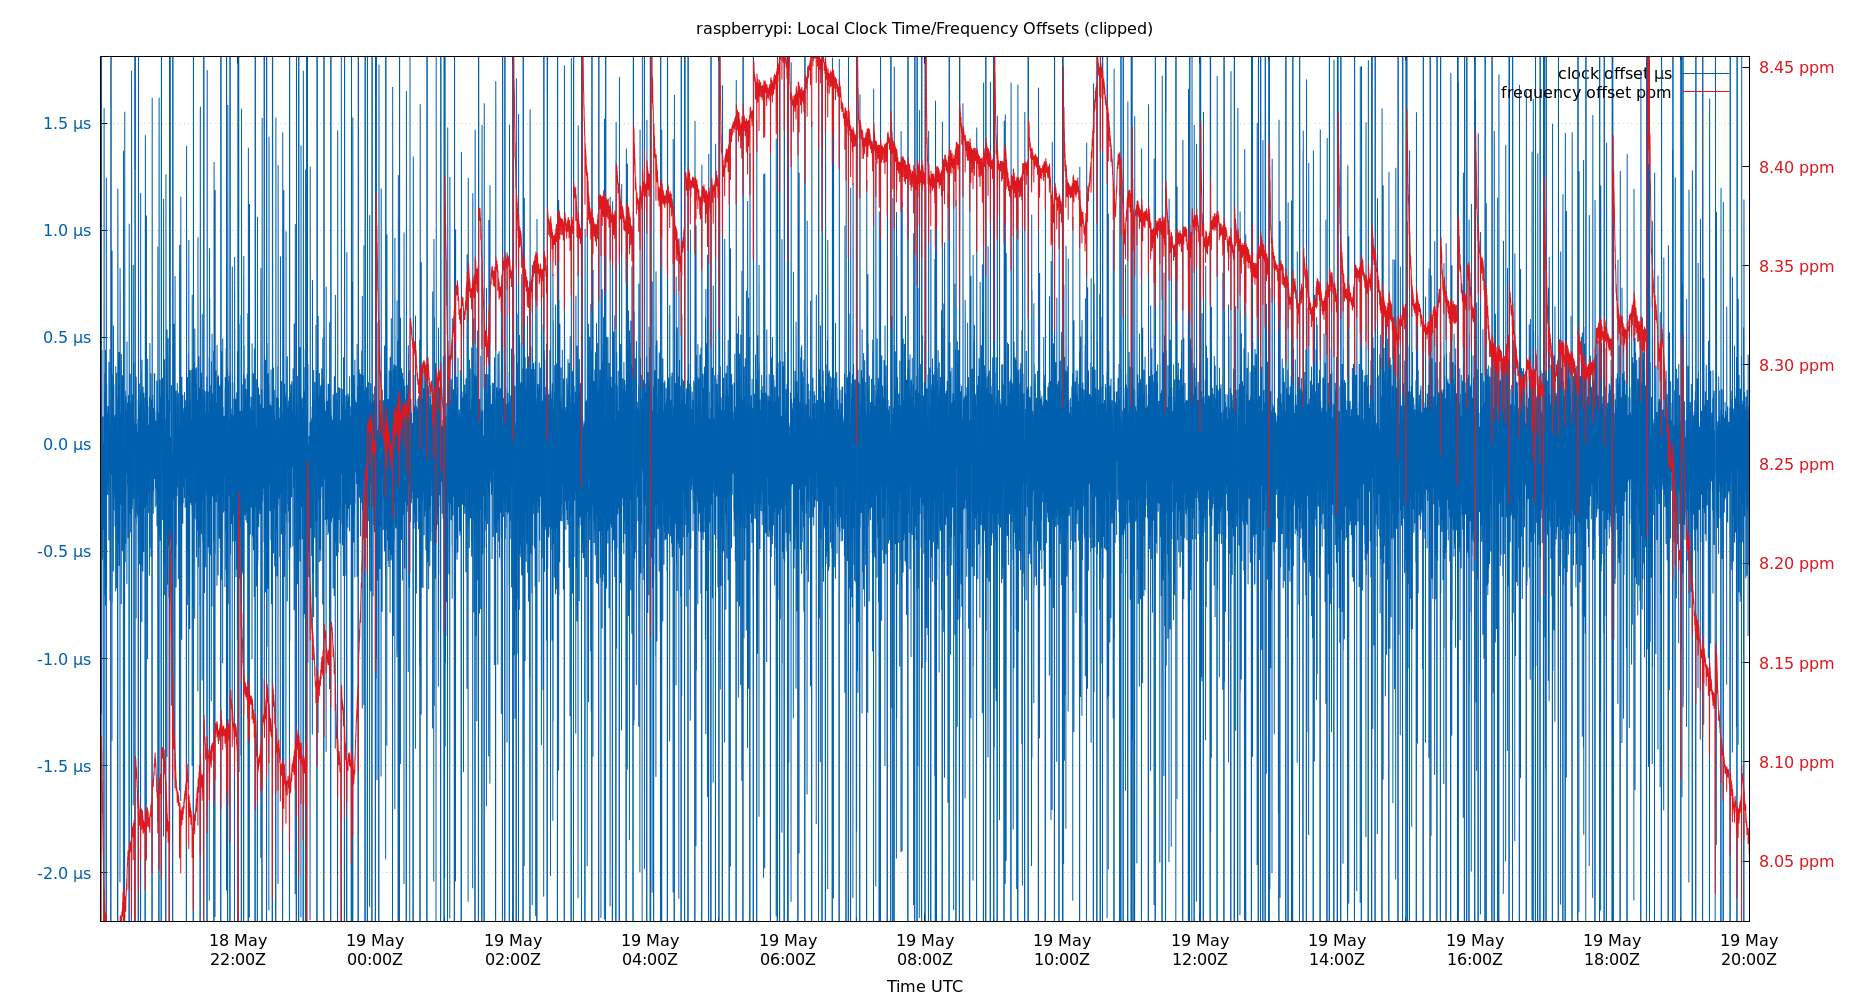 raspberrypi: Local Clock Time/Frequency Offsets (clipped)
clock offset µs
frequency offset ppm
1.5 µs
1.0 µs
0.5 µs
0.0 µs
-0.5 µs
-1.0 µs
-1.5 µs
-2.0 µs
8.45 ppm
8.40 ppm
8.35 ppm
8.30 ppm
8.25 ppm
8.20 ppm
8.15 ppm
8.10 ppm
8.05 ppm
18 May 19 May 19 May 19 May 19 May 19 May 19 May 19 May 19 May 19 May 19 May 19 May
22:00Z 00:00Z 02:00Z 04:00Z 06:00Z 08:00Z 10:00Z 12:00Z 14:00Z 16:00Z 18:00Z 20:00Z
Time UTC